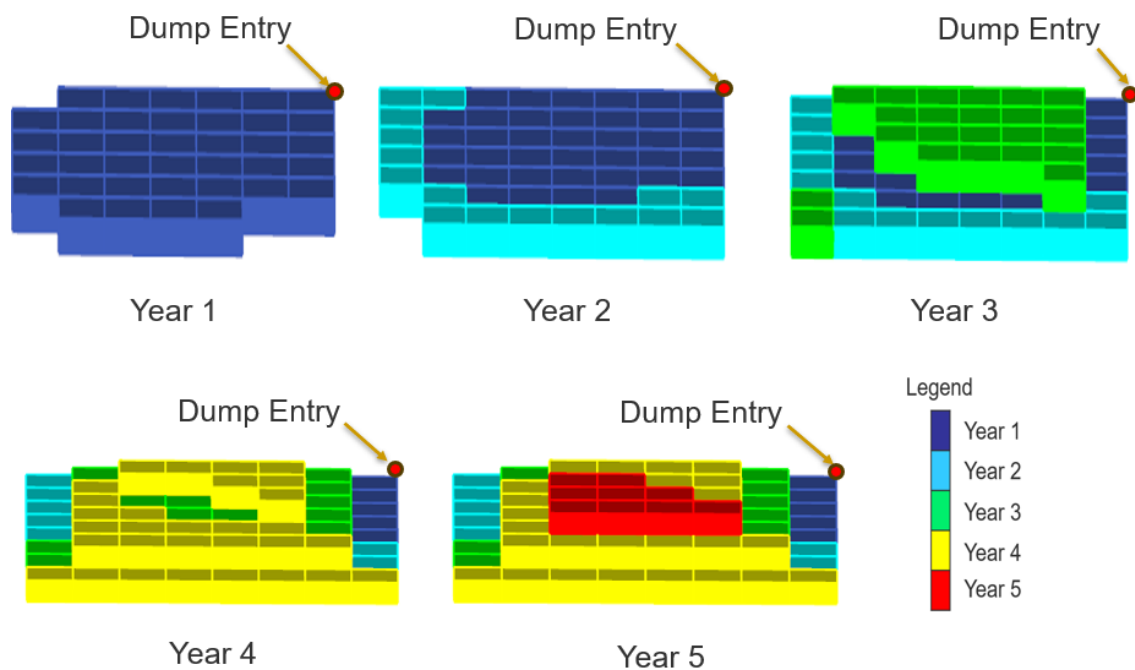 Dump Entry
Dump Entry
Dump Entry
Year 1
Year 2
Year 3
Dump Entry
Dump Entry
Legend
Year 1
Year 2
Year 3
Year 4
Year 5
Year 4
Year 5